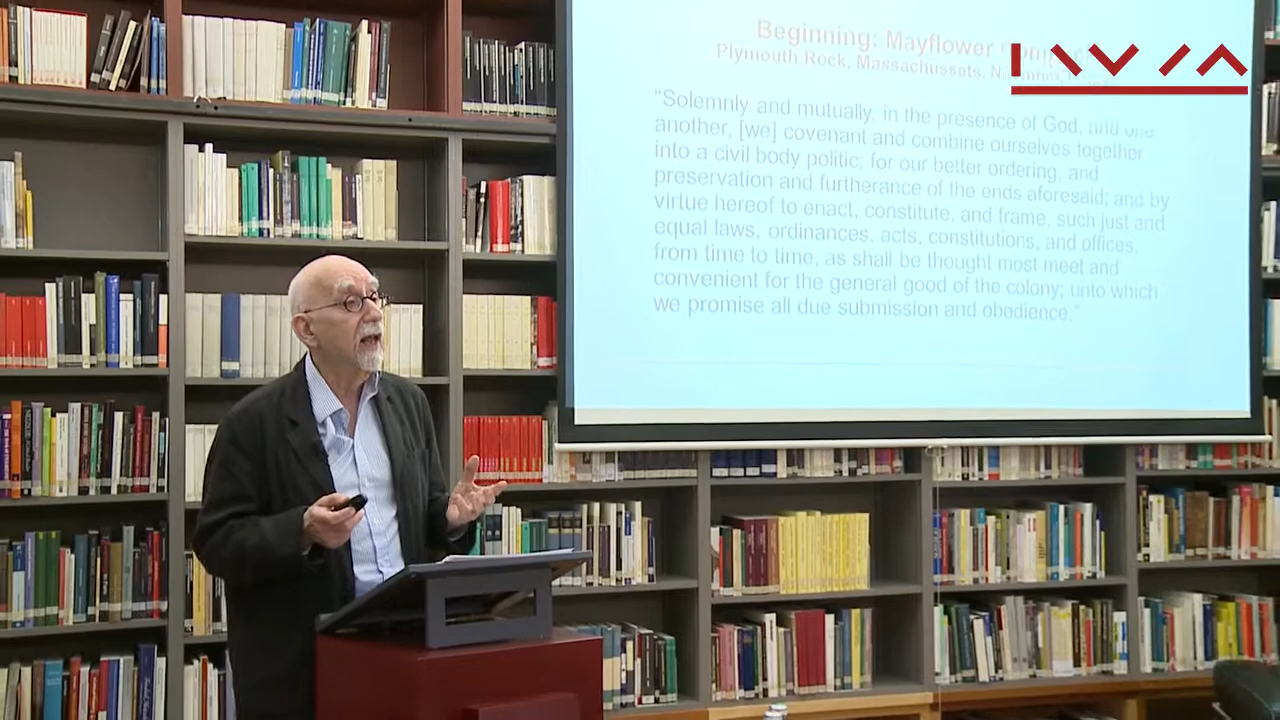 Beginning: Mayflower
Plymouth Rock, Massachussets,
“Solemnly and mutually, in the presence of God, and one
another, [we] covenant and combine ourselves together
into a civil body politic; for our better ordering, and
preservation and furtherance of the ends aforesaid; and by
virtue hereof to enact, constitute, and frame, such just and
equal laws, ordinances, acts, constitutions, and offices,
from time to time, as shall be thought most meet and
convenient for the general good of the colony; unto which
we promise all due submission and obedience.”